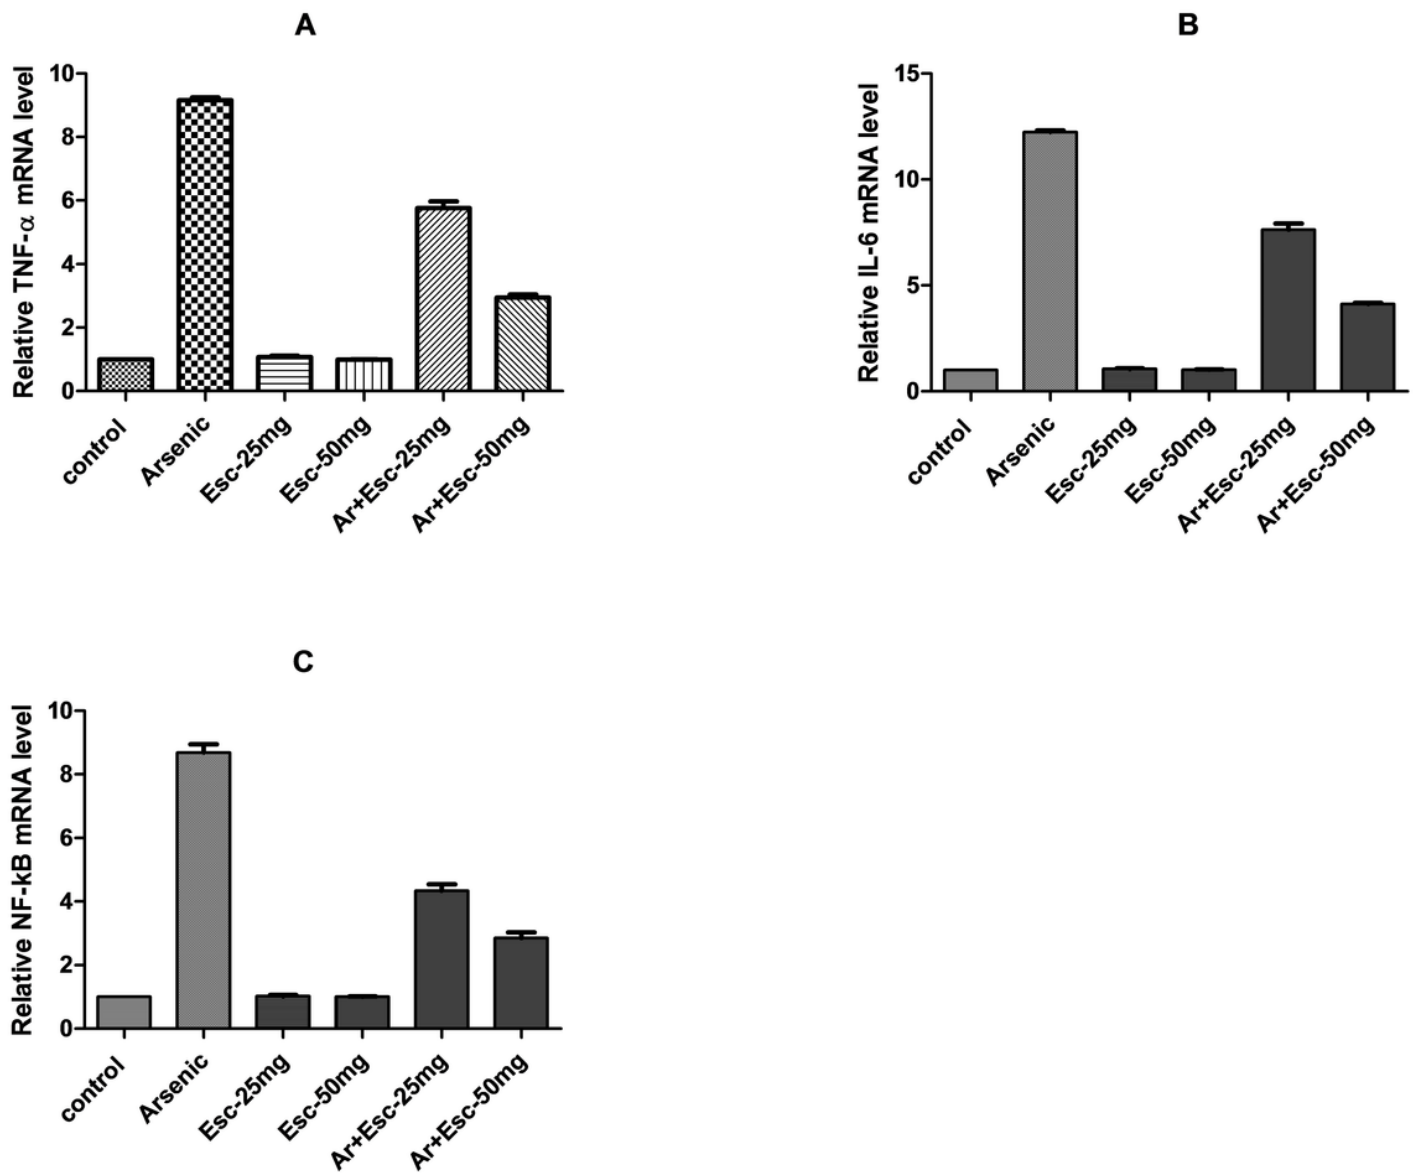 A
Relative TNF-α mRNA level
10
8
6
4
2
0
control
Arsenic
Esc-25mg
Esc-50mg
Ar+Esc-25mg
Ar+Esc-50mg
B
Relative IL-6 mRNA level
15
10
5
0
control
Arsenic
Esc-25mg
Esc-50mg
Ar+Esc-25mg
Ar+Esc-50mg
C
Relative NF-kB mRNA level
10
8
6
4
2
0
control
Arsenic
Esc-25mg
Esc-50mg
Ar+Esc-25mg
Ar+Esc-50mg